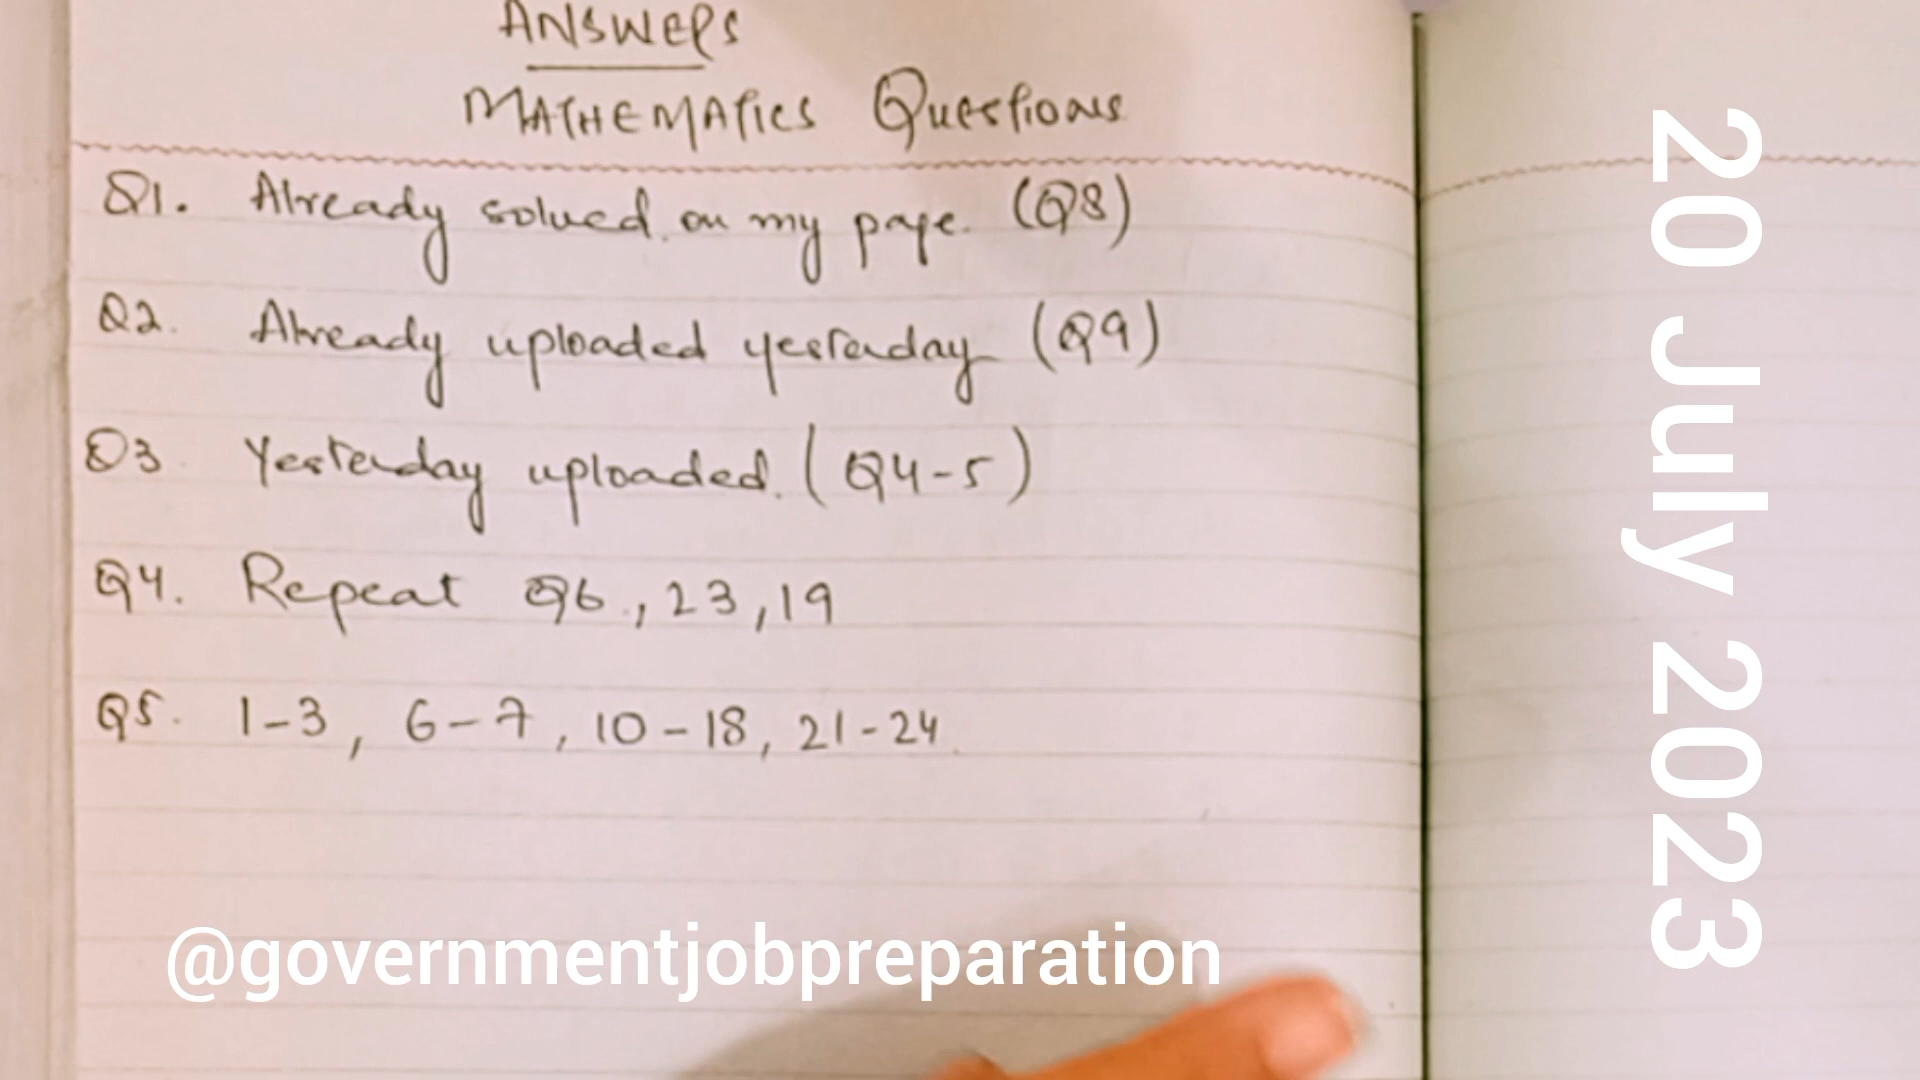 ANSWERS
MATHEMATICS Questions
Q1. Already solved on my page. (Q8)
Q2. Already uploaded yesterday (Q9)
Q3 Yesterday uploaded. (Q4-5)
Q4. Repeat Q6, 23, 19
Q5. 1-3, 6-7, 10-18, 21-24.
@governmentjobpreparation
20 July 2023